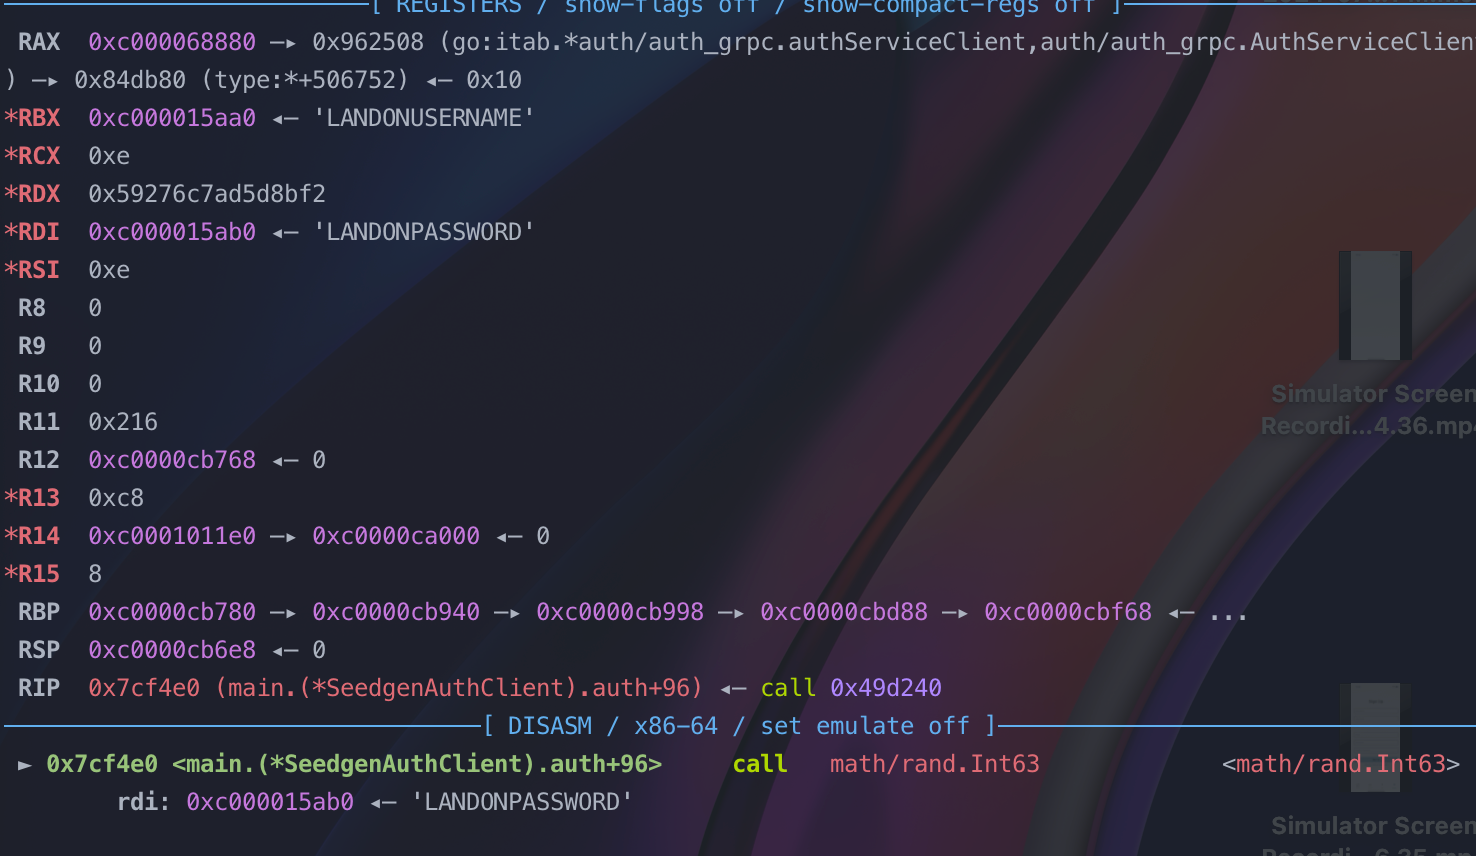 [ REGISTERS / show-flags off / show-compact-regs off ]
RAX 0xc000068880 —▸ 0x962508 (go:itab.*auth/auth_grpc.authServiceClient,auth/auth_grpc.AuthServiceClient
) —▸ 0x84db80 (type:*+506752) ◂— 0x10
*RBX 0xc000015aa0 ◂— 'LANDONUSERNAME'
*RCX 0xe
*RDX 0x59276c7ad5d8bf2
*RDI 0xc000015ab0 ◂— 'LANDONPASSWORD'
*RSI 0xe
R8 0
R9 0
R10 0
R11 0x216
R12 0xc0000cb768 ◂— 0
*R13 0xc8
*R14 0xc0001011e0 —▸ 0xc0000ca000 ◂— 0
*R15 8
RBP 0xc0000cb780 —▸ 0xc0000cb940 —▸ 0xc0000cb998 —▸ 0xc0000cbd88 —▸ 0xc0000cbf68 ◂— ...
RSP 0xc0000cb6e8 ◂— 0
RIP 0x7cf4e0 (main.(*SeedgenAuthClient).auth+96) ◂— call 0x49d240
[ DISASM / x86-64 / set emulate off ]
► 0x7cf4e0 <main.(*SeedgenAuthClient).auth+96> call math/rand.Int63 <math/rand.Int63>
rdi: 0xc000015ab0 ◂— 'LANDONPASSWORD'
Simulator Screen
Recordi...4.36.mp4
Simulator Screen